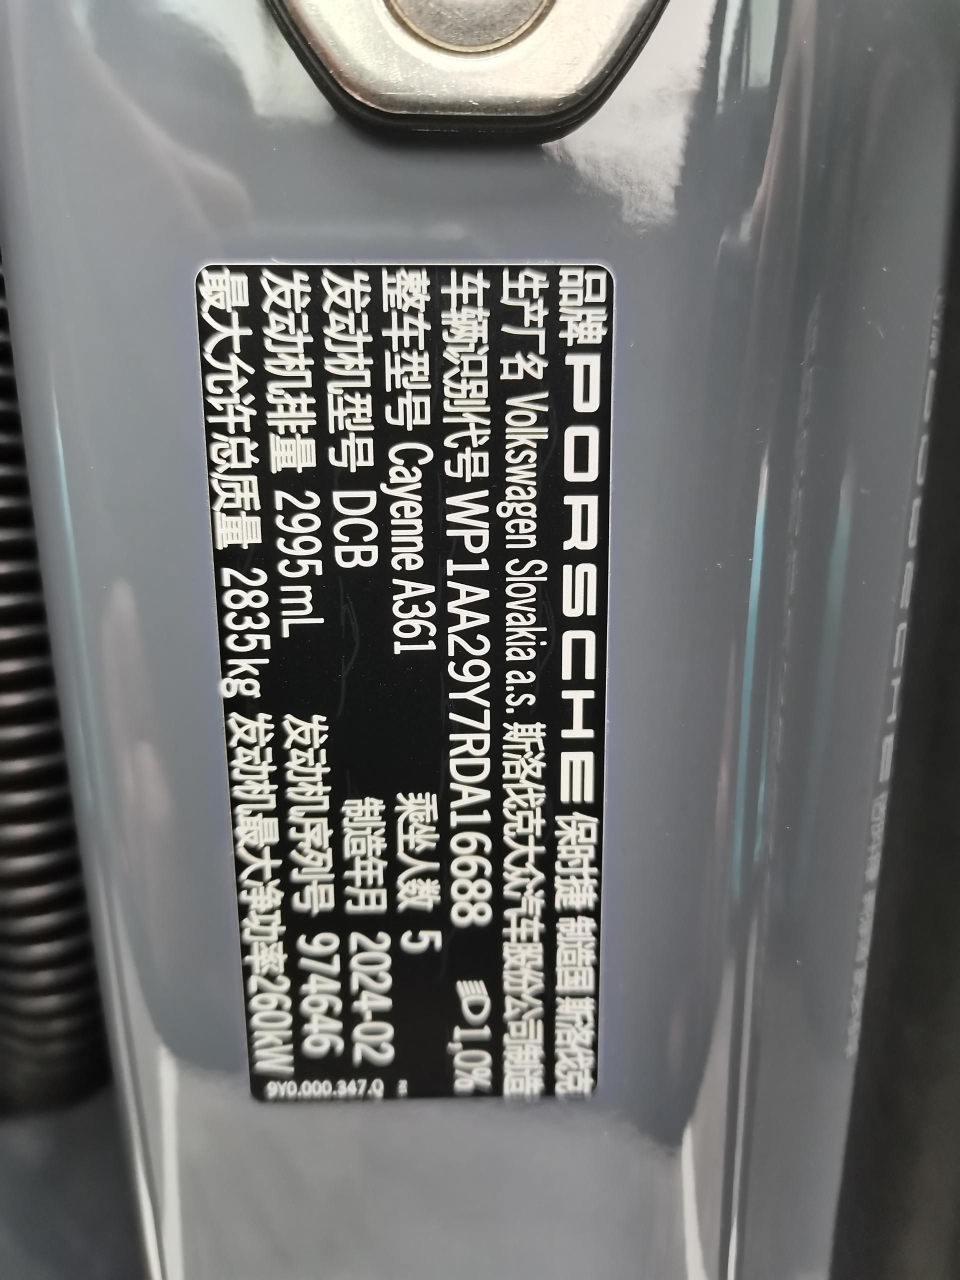 品牌 PORSCHE 保时捷 制造国 斯洛伐克
生产厂名 Volkswagen Slovakia a.s. 斯洛伐克大众汽车股份公司制造
车辆识别代号 WP1AA29Y7RDA16688 1,0%
整车型号 Cayenne A361 乘坐人数 5
发动机型号 DCB 制造年月 2024-02
发动机排量 2995mL 发动机序列号 974646
最大允许总质量 2835kg 发动机最大净功率260kW
9Y0.000.347.Q